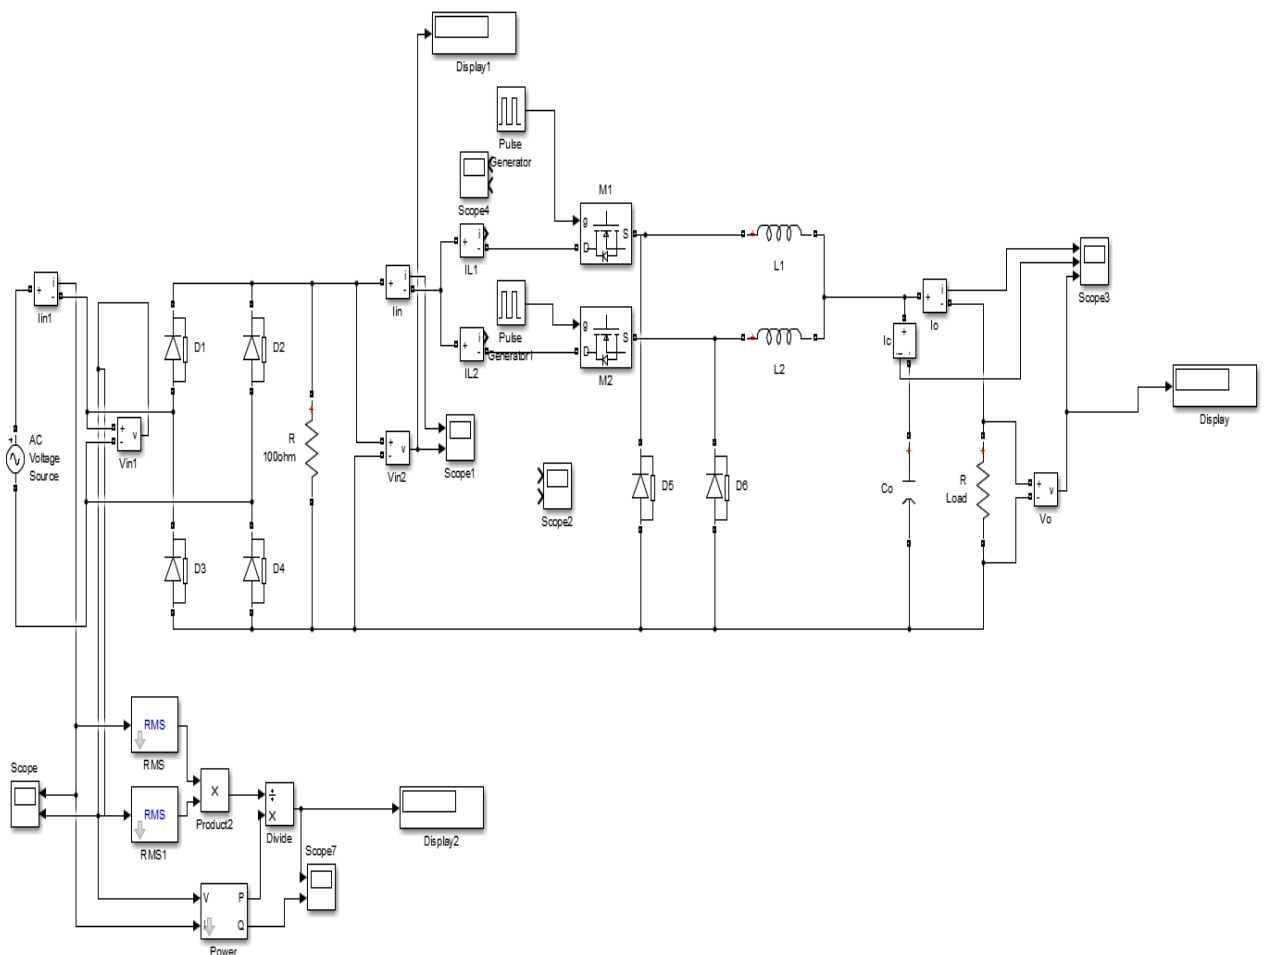 Display1
Pulse
Generator
Scope4
M1
g
D
S
i
+
-
IL1
L1
i
+
-
Iin1
i
+
-
Iin
Pulse
Generator1
i
+
-
IL2
g
D
S
M2
L2
i
+
-
Io
Scope3
+
Ic
D1
D2
AC
Voltage
Source
+
+
-
v
Vin1
R
100ohm
+
-
v
Vin2
Scope1
Scope2
D5
D6
Co
R
Load
+
-
v
Vo
Display
D3
D4
RMS
RMS
Scope
RMS
RMS1
×
Product2
÷
×
Divide
Display2
Scope7
V
P
I
Q
Power